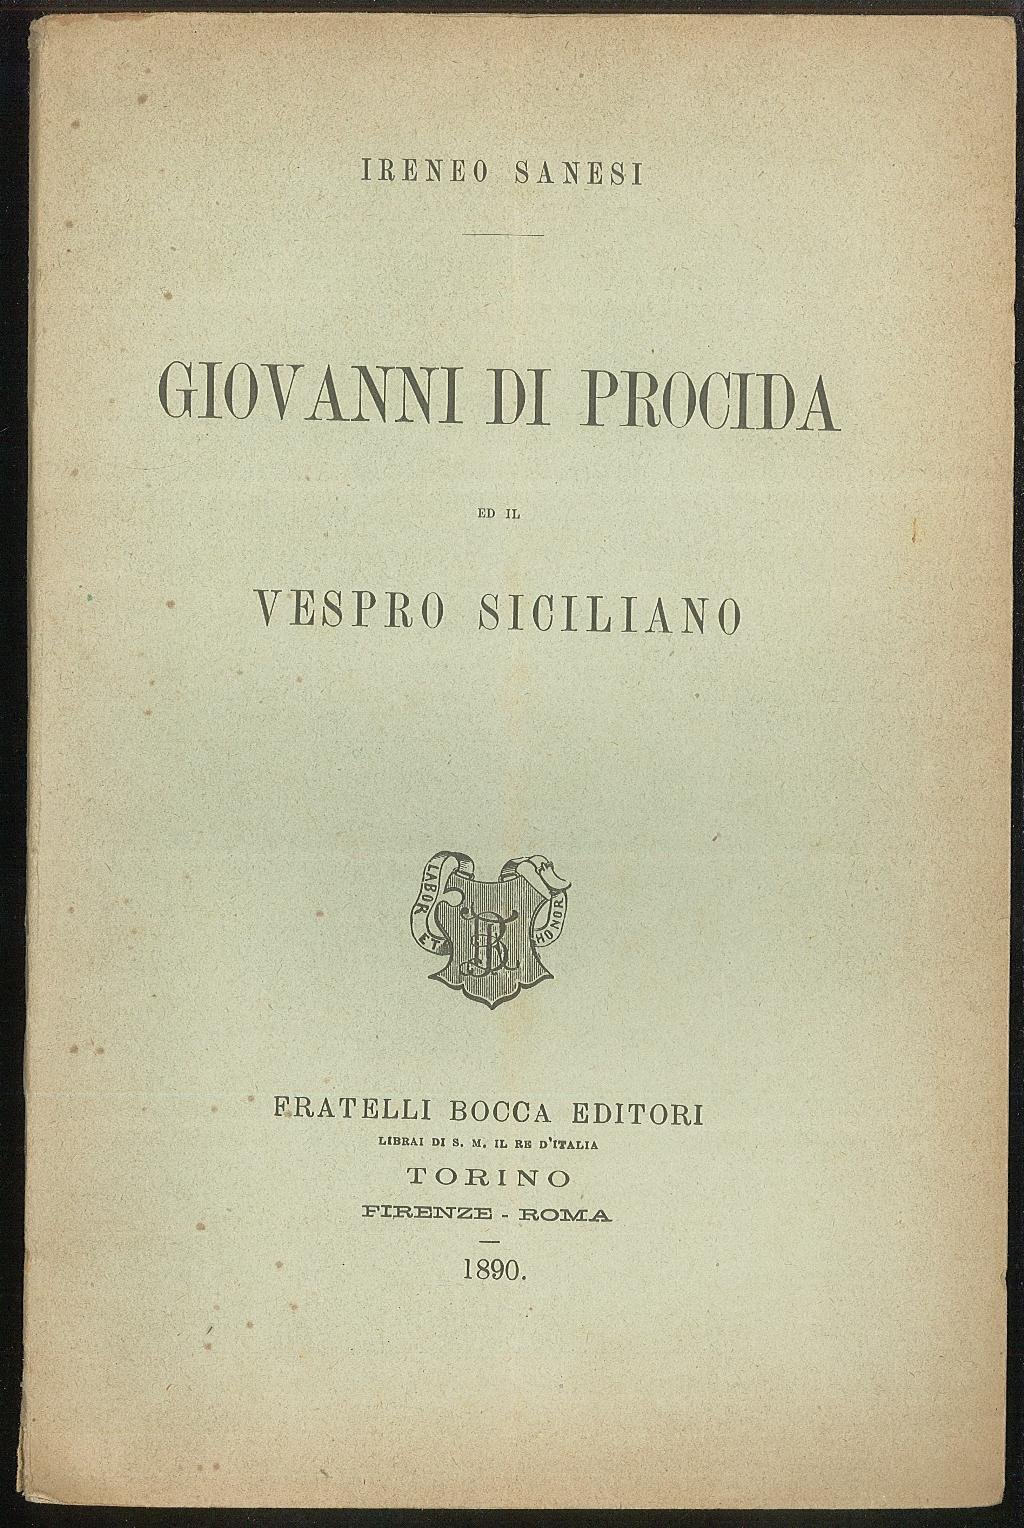 IRENEO SANESI
GIOVANNI DI PROCIDA
ED IL
VESPRO SICILIANO
LABOR ET HONOR
FRATELLI BOCCA EDITORI
LIBRAI DI S. M. IL RE D'ITALIA
TORINO
FIRENZE - ROMA
1890.